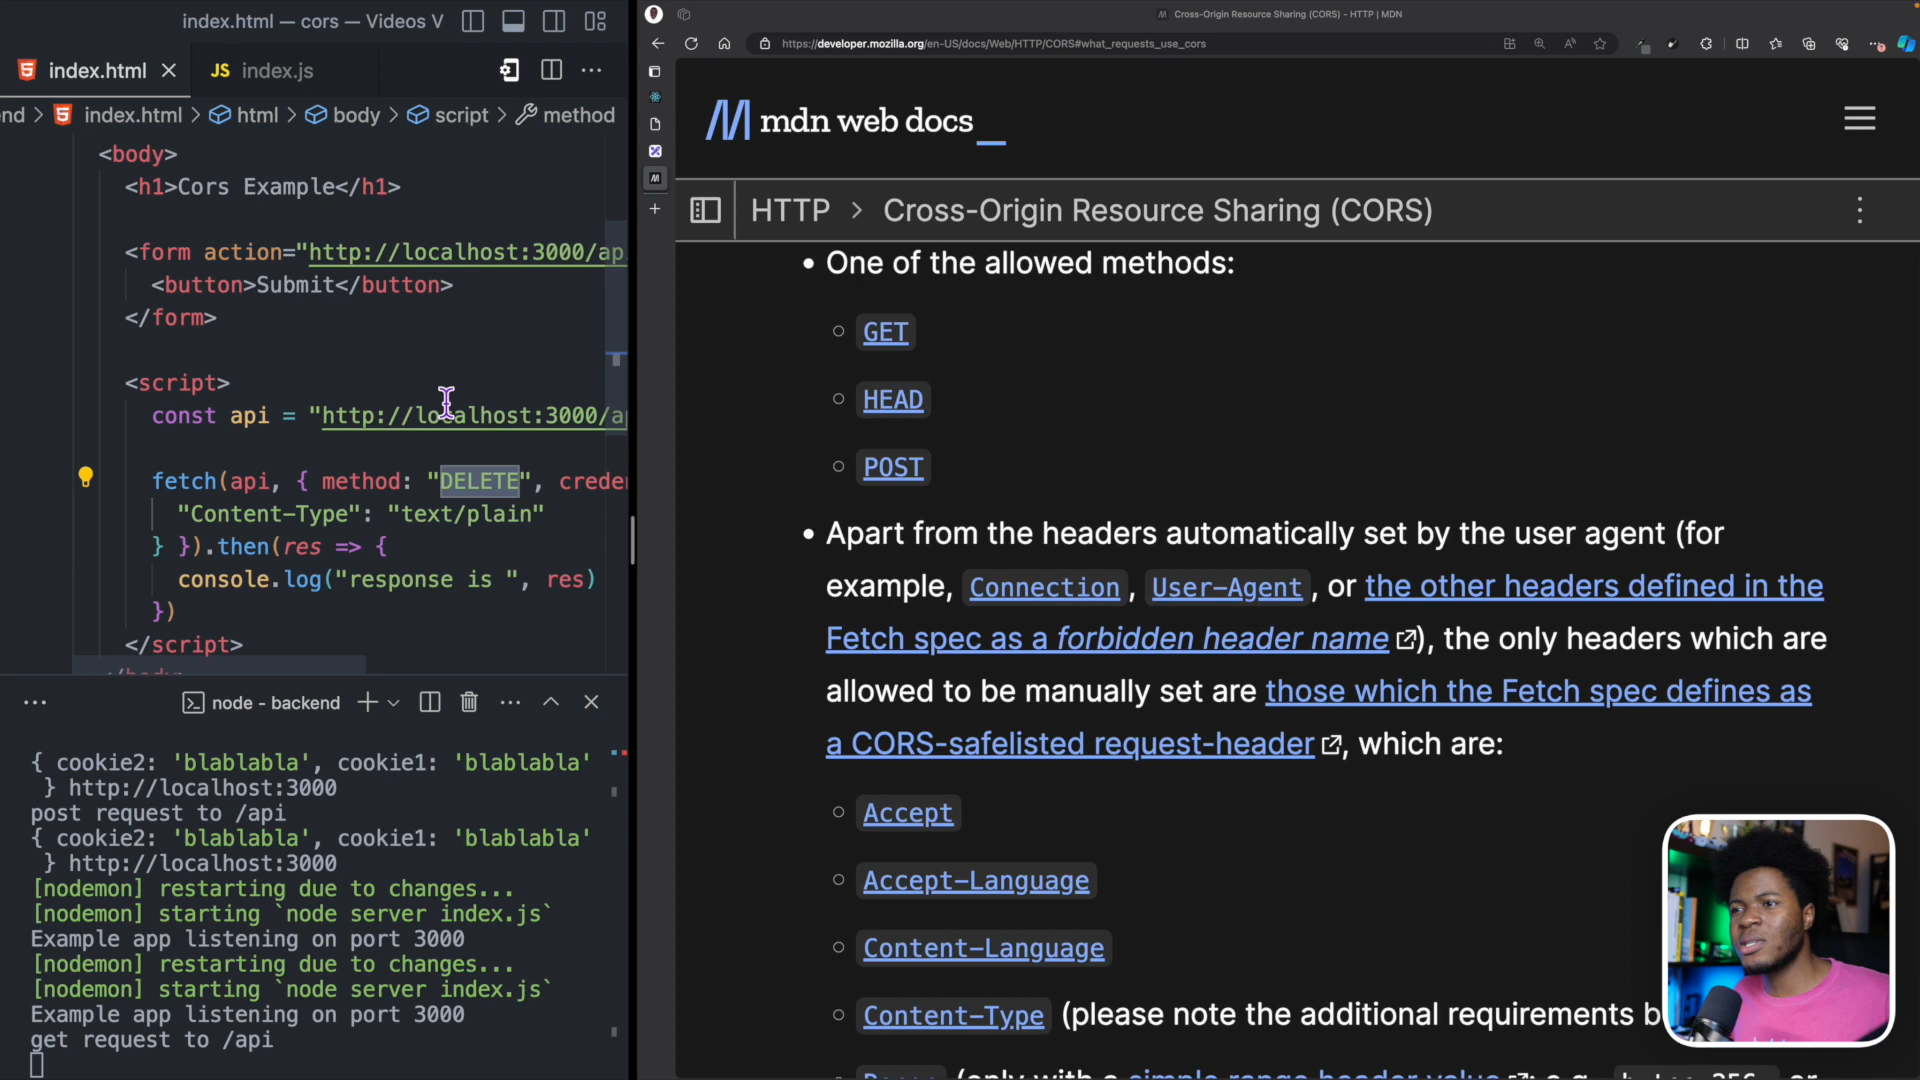 index.html — cors — Videos V
index.html
JS index.js
nd > index.html > html > body > script > method
<body>
<h1>Cors Example</h1>
<form action="http://localhost:3000/ap
<button>Submit</button>
</form>
<script>
const api = "http://localhost:3000/a
fetch(api, { method: "DELETE", crede
"Content-Type": "text/plain"
} }).then(res => {
console.log("response is ", res)
})
</script>
node - backend
{ cookie2: 'blablabla', cookie1: 'blablabla'
} http://localhost:3000
post request to /api
{ cookie2: 'blablabla', cookie1: 'blablabla'
} http://localhost:3000
[nodemon] restarting due to changes...
[nodemon] starting `node server index.js`
Example app listening on port 3000
[nodemon] restarting due to changes...
[nodemon] starting `node server index.js`
Example app listening on port 3000
get request to /api
Cross-Origin Resource Sharing (CORS) - HTTP | MDN
https://developer.mozilla.org/en-US/docs/Web/HTTP/CORS#what_requests_use_cors
mdn web docs_
HTTP > Cross-Origin Resource Sharing (CORS)
• One of the allowed methods:
GET
HEAD
POST
• Apart from the headers automatically set by the user agent (for
example, Connection, User-Agent, or the other headers defined in the
Fetch spec as a forbidden header name), the only headers which are
allowed to be manually set are those which the Fetch spec defines as
a CORS-safelisted request-header, which are:
Accept
Accept-Language
Content-Language
Content-Type (please note the additional requirements b